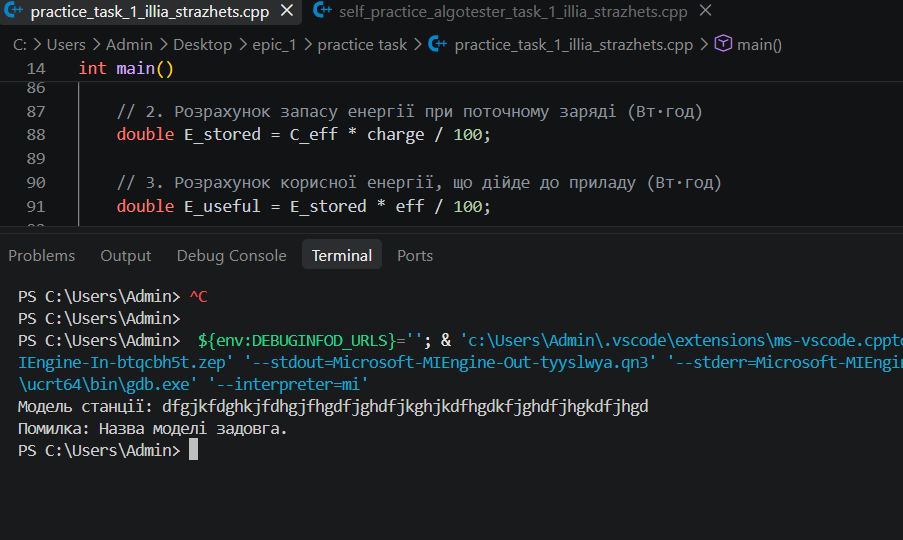 practice_task_1_illia_strazhets.cpp self_practice_algotester_task_1_illia_strazhets.cpp
C: > Users > Admin > Desktop > epic_1 > practice task > practice_task_1_illia_strazhets.cpp > main()
14 int main()
86
87 // 2. Розрахунок запасу енергії при поточному заряді (Вт·год)
88 double E_stored = C_eff * charge / 100;
89
90 // 3. Розрахунок корисної енергії, що дійде до приладу (Вт·год)
91 double E_useful = E_stored * eff / 100;
Problems Output Debug Console Terminal Ports
PS C:\Users\Admin> ^C
PS C:\Users\Admin>
PS C:\Users\Admin> ${env:DEBUGINFOD_URLS}=''; & 'c:\Users\Admin\.vscode\extensions\ms-vscode.cppto
IEngine-In-btqcbh5t.zep' '--stdout=Microsoft-MIEngine-Out-tyyslwya.qn3' '--stderr=Microsoft-MIEngin
\ucrt64\bin\gdb.exe' '--interpreter=mi'
Модель станції: dfgjkfdghkjfdhgjfhgdfjghdfjkghjkdfhgdkfjghdfjhgkdfjhgd
Помилка: Назва моделі задовга.
PS C:\Users\Admin>